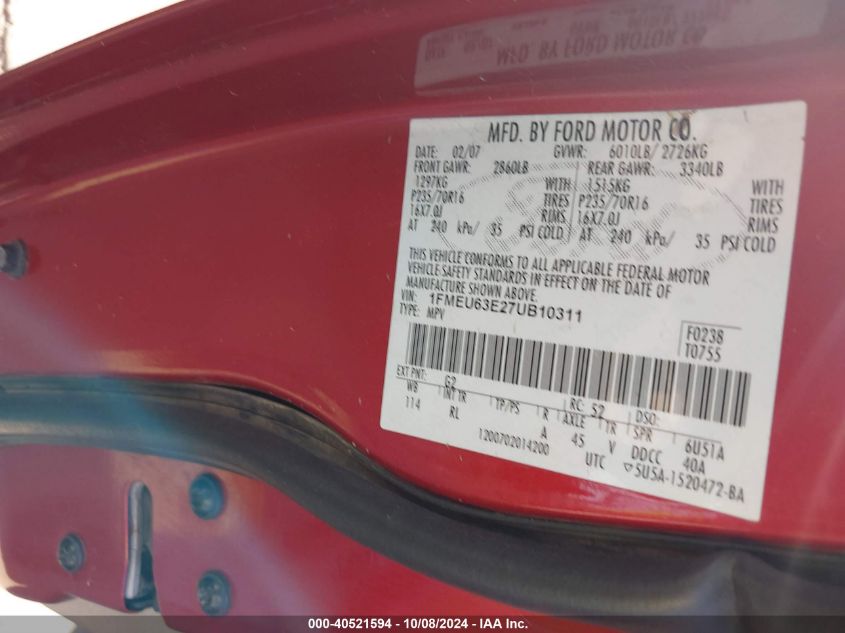 MFD. BY FORD MOTOR CO.
DATE: 02/07 GVWR: 6010LB/ 2726KG
FRONT GAWR: 2860LB REAR GAWR: 3340LB
1297KG WITH 1515KG WITH
P235/70R16 TIRES P235/70R16 TIRES
16X7.0J RIMS 16X7.0J RIMS
AT 240 kPa/ 35 PSI COLD AT 240 kPa/ 35 PSI COLD
THIS VEHICLE CONFORMS TO ALL APPLICABLE FEDERAL MOTOR
VEHICLE SAFETY STANDARDS IN EFFECT ON THE DATE OF
MANUFACTURE SHOWN ABOVE.
VIN: 1FMEU63E27UB10311
TYPE: MPV
F0238
T0755
EXT PNT: G2 RC: S2 DSO:
WB INT TR TP/PS R AXLE TR SPR 6U51A
114 RL A 45 V DDCC 40A
1200702014200 UTC ▽5U5A-1520472-BA
000-40521594 - 10/08/2024 - IAA Inc.